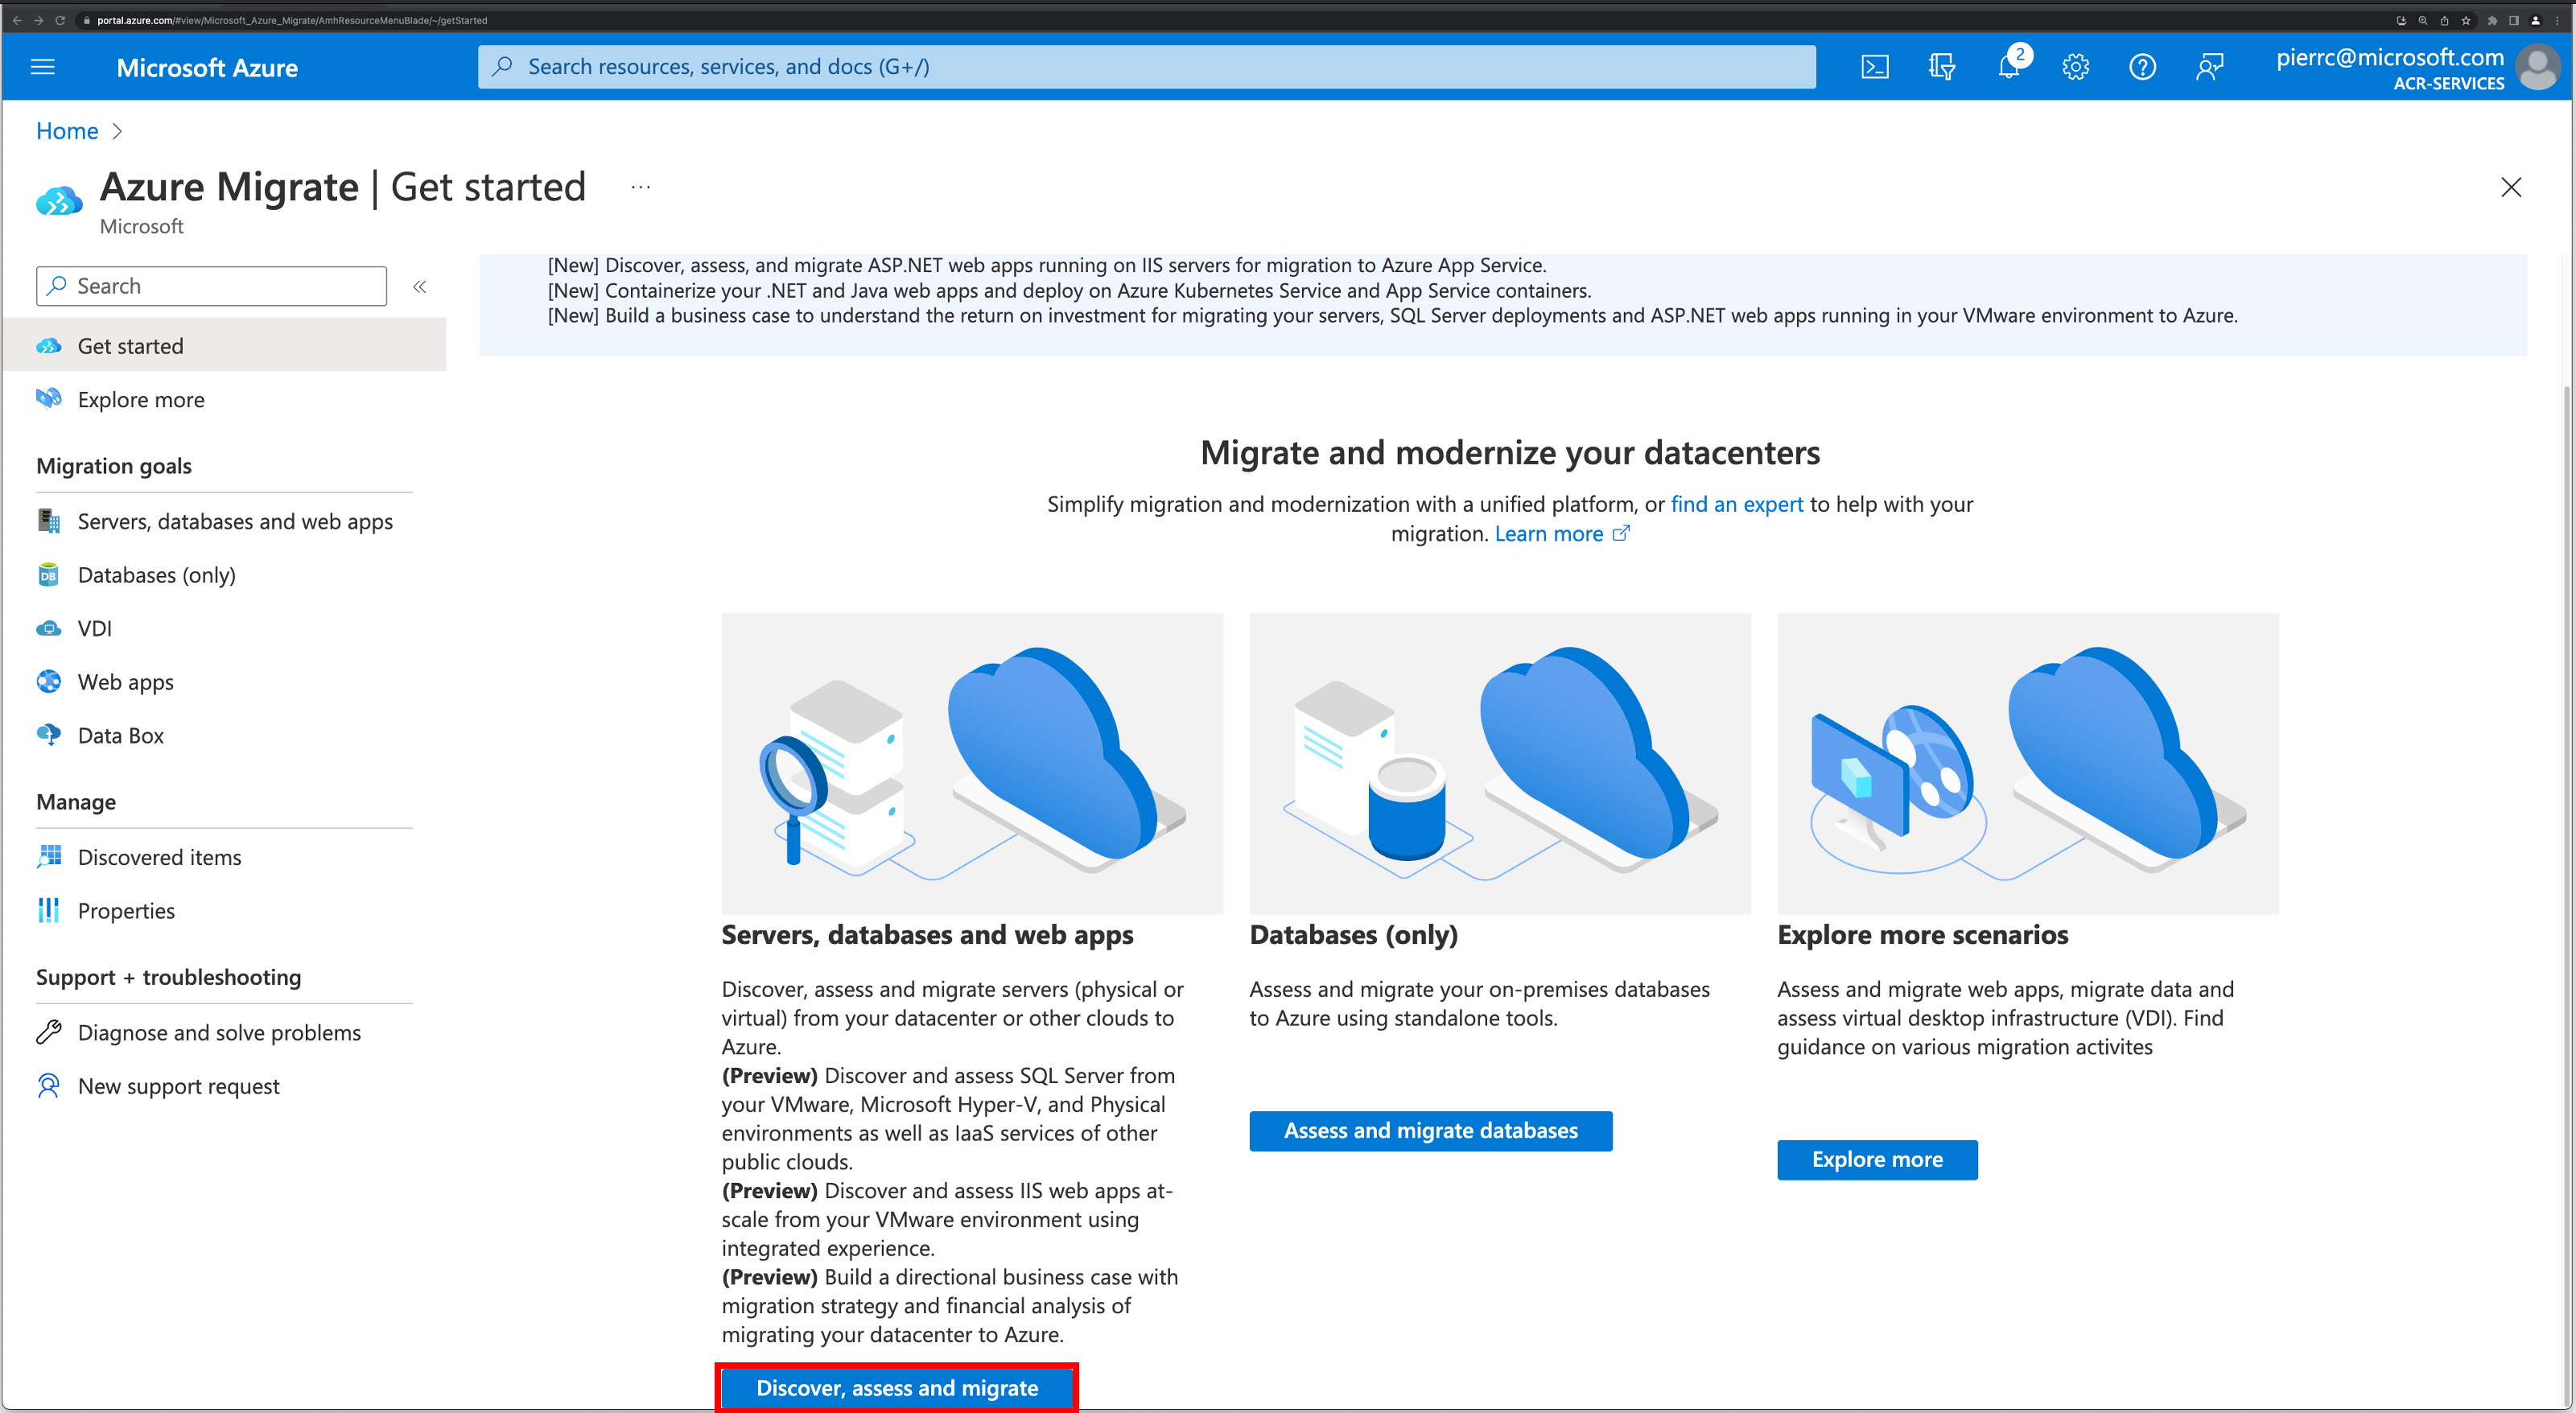 portal.azure.com/#view/Microsoft_Azure_Migrate/AmhResourceMenuBlade/~/getStarted
Microsoft Azure
Search resources, services, and docs (G+/)
2
pierrc@microsoft.com
ACR-SERVICES
Home
Azure Migrate | Get started
...
Microsoft
Search
Get started
Explore more
Migration goals
Servers, databases and web apps
Databases (only)
DB
VDI
Web apps
Data Box
Manage
Discovered items
Properties
Support + troubleshooting
Diagnose and solve problems
New support request
[New] Discover, assess, and migrate ASP.NET web apps running on IIS servers for migration to Azure App Service.
[New] Containerize your .NET and Java web apps and deploy on Azure Kubernetes Service and App Service containers.
[New] Build a business case to understand the return on investment for migrating your servers, SQL Server deployments and ASP.NET web apps running in your VMware environment to Azure.
Migrate and modernize your datacenters
Simplify migration and modernization with a unified platform, or find an expert to help with your
migration. Learn more
Servers, databases and web apps
Discover, assess and migrate servers (physical or
virtual) from your datacenter or other clouds to
Azure.
(Preview) Discover and assess SQL Server from
your VMware, Microsoft Hyper-V, and Physical
environments as well as IaaS services of other
public clouds.
(Preview) Discover and assess IIS web apps at-
scale from your VMware environment using
integrated experience.
(Preview) Build a directional business case with
migration strategy and financial analysis of
migrating your datacenter to Azure.
Discover, assess and migrate
Databases (only)
Assess and migrate your on-premises databases
to Azure using standalone tools.
Assess and migrate databases
Explore more scenarios
Assess and migrate web apps, migrate data and
assess virtual desktop infrastructure (VDI). Find
guidance on various migration activites
Explore more